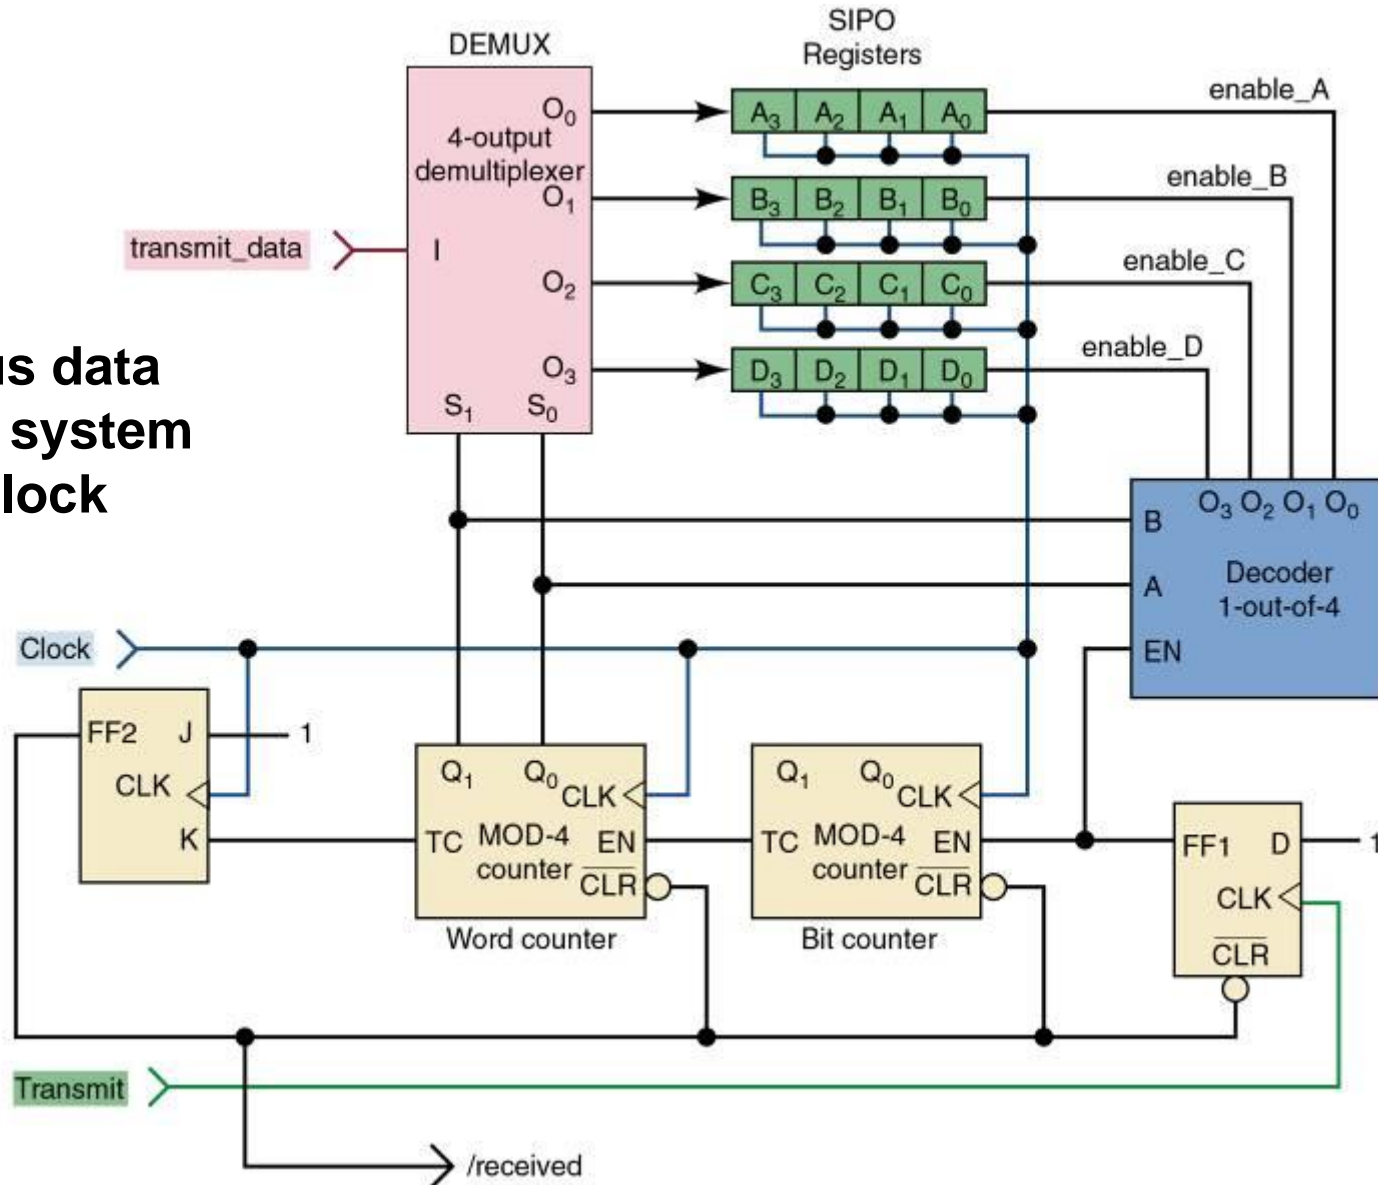 SIPO
Registers
DEMUX
O₀
4-output
demultiplexer
O₁
I
O₂
O₃
S₁ S₀
transmit_data
A₃ A₂ A₁ A₀
B₃ B₂ B₁ B₀
C₃ C₂ C₁ C₀
D₃ D₂ D₁ D₀
enable_A
enable_B
enable_C
enable_D
us data
system
lock
O₃ O₂ O₁ O₀
B
A
EN
Decoder
1-out-of-4
Clock
FF2 J 1
CLK
K
Q₁ Q₀
CLK
TC MOD-4 EN
counter C̅L̅R̅
Word counter
Q₁ Q₀
CLK
TC MOD-4 EN
counter C̅L̅R̅
Bit counter
FF1 D 1
CLK
C̅L̅R̅
Transmit
/received